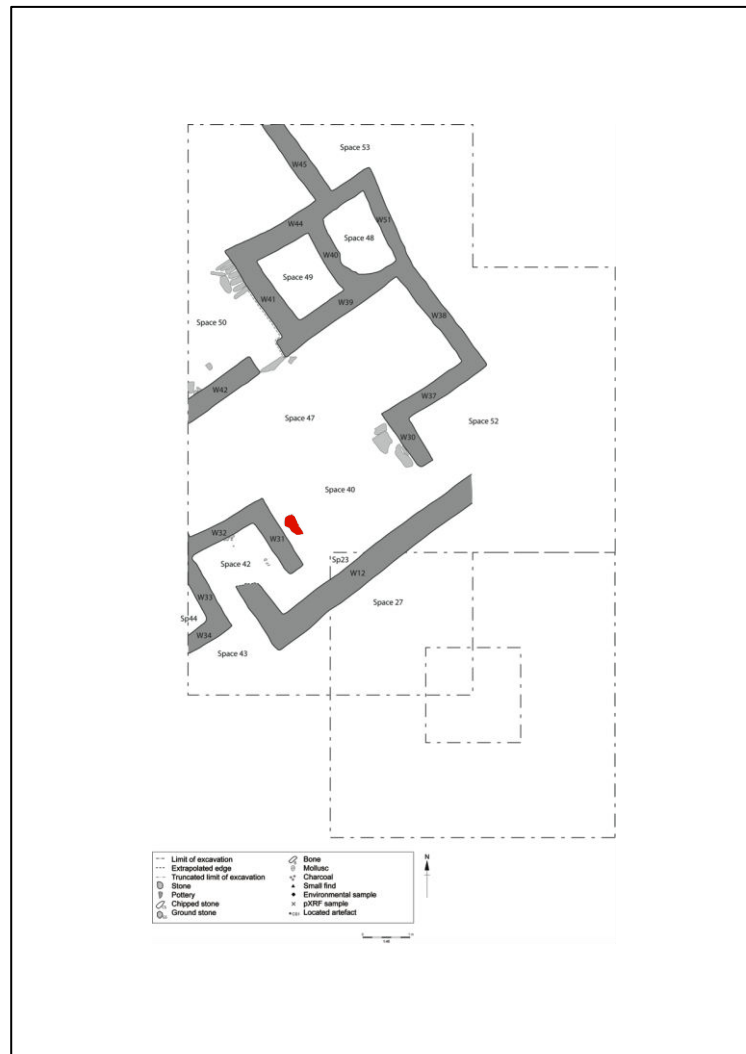 Space 53
W45
W51
W44
Space 48
W40
Space 49
W41
W39
Space 50
W38
W42
W37
Space 47
Space 52
W30
Space 40
W32
W31
Sp23
Space 42
W12
W33
Space 27
Sp44
W34
Space 43
Limit of excavation
Extrapolated edge
Truncated limit of excavation
Stone
Pottery
Chipped stone
Ground stone
Bone
Mollusc
Charcoal
Small find
Environmental sample
pXRF sample
Located artefact
N